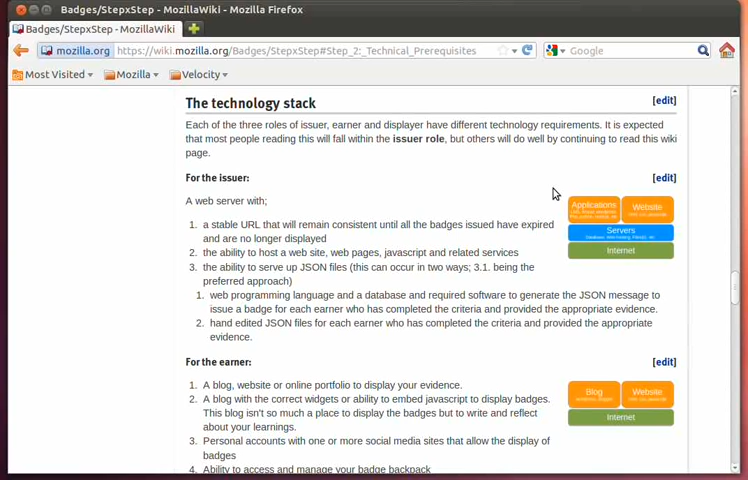 Badges/StepxStep - MozillaWiki - Mozilla Firefox
Badges/StepxStep - MozillaWiki
mozilla.org https://wiki.mozilla.org/Badges/StepxStep#Step_2:_Technical_Prerequisites Google
Most Visited Mozilla Velocity
The technology stack [edit]
Each of the three roles of issuer, earner and displayer have different technology requirements. It is expected
that most people reading this will fall within the issuer role, but others will do well by continuing to read this wiki
page.
For the issuer: [edit]
A web server with;
1. a stable URL that will remain consistent until all the badges issued have expired
and are no longer displayed
2. the ability to host a web site, web pages, javascript and related services
3. the ability to serve up JSON files (this can occur in two ways; 3.1. being the
preferred approach)
1. web programming language and a database and required software to generate the JSON message to
issue a badge for each earner who has completed the criteria and provided the appropriate evidence.
2. hand edited JSON files for each earner who has completed the criteria and provided the appropriate
evidence.
Applications Website
Servers
Internet
For the earner: [edit]
1. A blog, website or online portfolio to display your evidence.
2. A blog with the correct widgets or ability to embed javascript to display badges.
This blog isn't so much a place to display the badges but to write and reflect
about your learnings.
3. Personal accounts with one or more social media sites that allow the display of
badges
4. Ability to access and manage your badge backpack
Blog Website
Internet